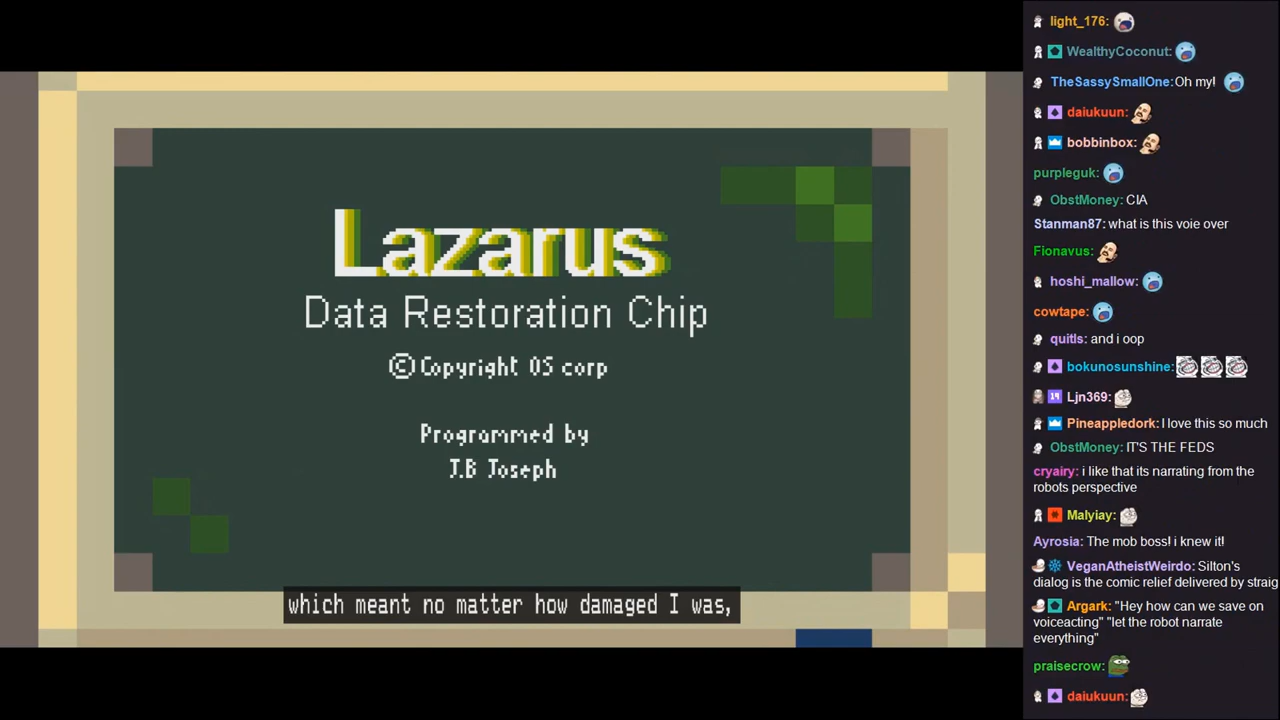 Lazarus
Data Restoration Chip
©Copyright OS corp
Programmed by
J.B Joseph
which meant no matter how damaged I was,
light_176:
WealthyCoconut:
TheSassySmallOne: Oh my!
daiukuun:
bobbinbox:
purpleguk:
ObstMoney: CIA
Stanman87: what is this voie over
Fionavus:
hoshi_mallow:
cowtape:
quitls: and i oop
bokunosunshine:
Ljn369:
Pineappledork: I love this so much
ObstMoney: IT'S THE FEDS
cryairy: i like that its narrating from the
robots perspective
Malyiay:
Ayrosia: The mob boss! i knew it!
VeganAtheistWeirdo: Silton's
dialog is the comic relief delivered by straig
Argark: "Hey how can we save on
voiceacting" "let the robot narrate
everything"
praisecrow:
daiukuun: